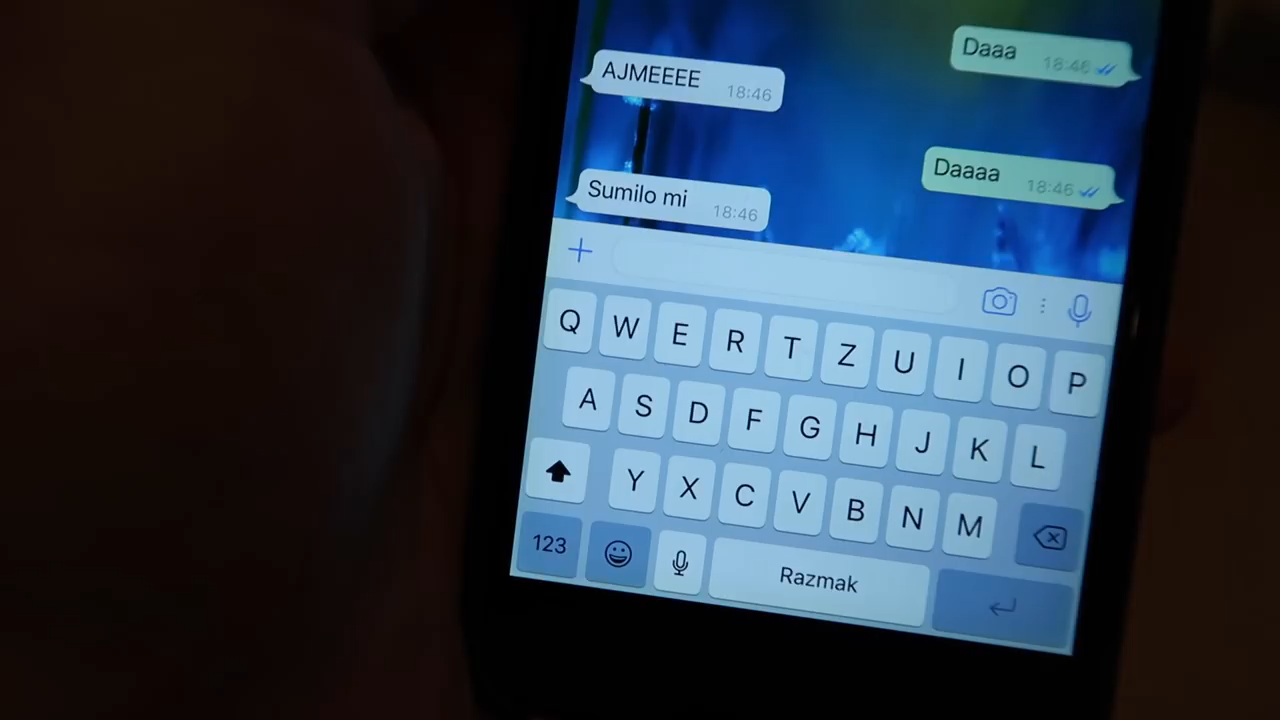 Daaa 18:46
AJMEEEE 18:46
Daaaa 18:46
Sumilo mi 18:46
Q W E R T Z U I O P
A S D F G H J K L
Y X C V B N M
123 Razmak